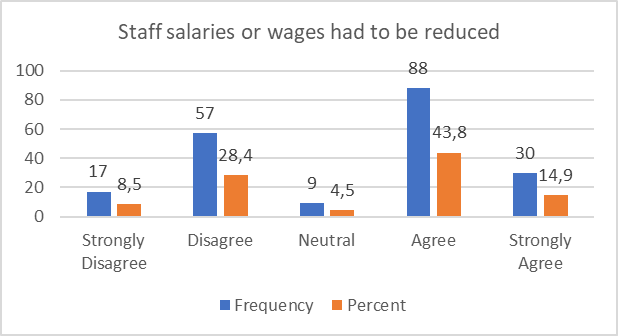 Staff salaries or wages had to be reduced
100
80
60
40
20
0
17
8,5
57
28,4
9
4,5
88
43,8
30
14,9
Strongly
Disagree
Disagree
Neutral
Agree
Strongly
Agree
Frequency
Percent